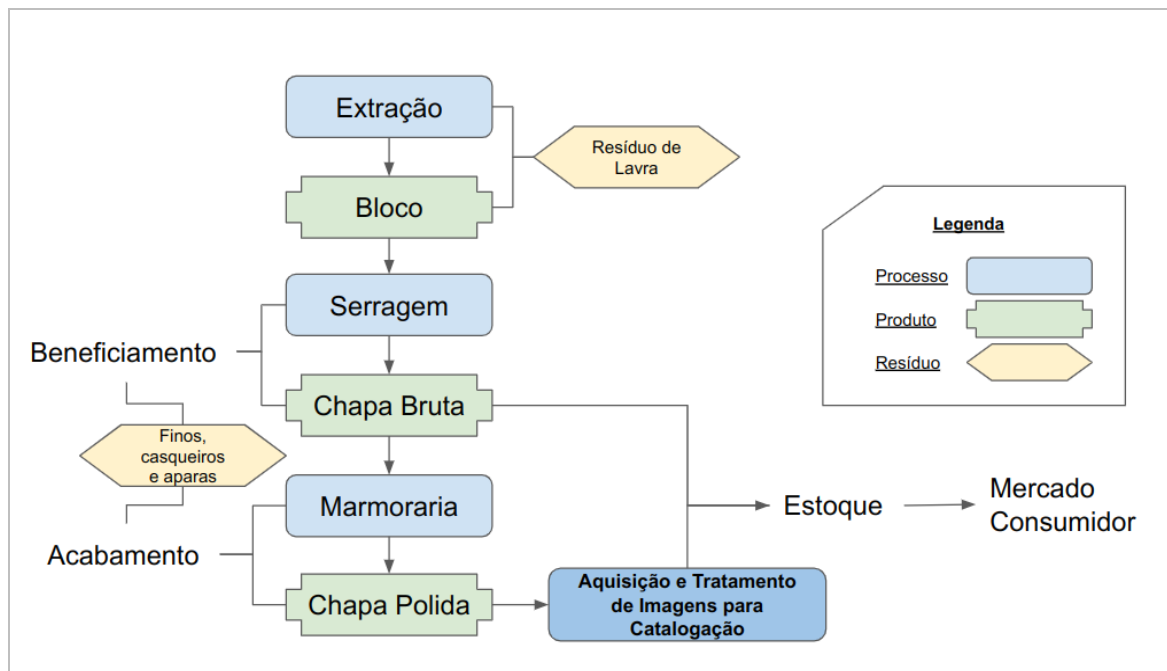 Extração
Resíduo de
Lavra
Bloco
Legenda
Processo
Produto
Resíduo
Serragem
Beneficiamento
Chapa Bruta
Finos,
casqueiros
e aparas
Marmoraria
Estoque
Mercado
Consumidor
Acabamento
Chapa Polida
Aquisição e Tratamento
de Imagens para
Catalogação